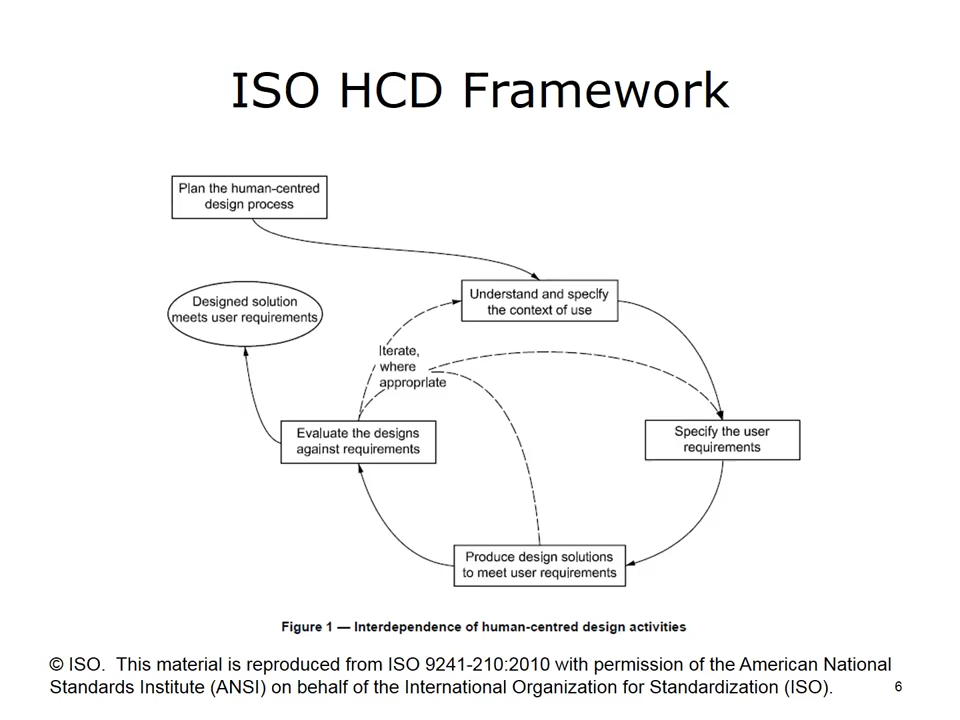 ISO HCD Framework
Plan the human-centred
design process
Understand and specify
the context of use
Designed solution
meets user requirements
Iterate,
where
appropriate
Evaluate the designs
against requirements
Specify the user
requirements
Produce design solutions
to meet user requirements
Figure 1 — Interdependence of human-centred design activities
© ISO. This material is reproduced from ISO 9241-210:2010 with permission of the American National
Standards Institute (ANSI) on behalf of the International Organization for Standardization (ISO).
6